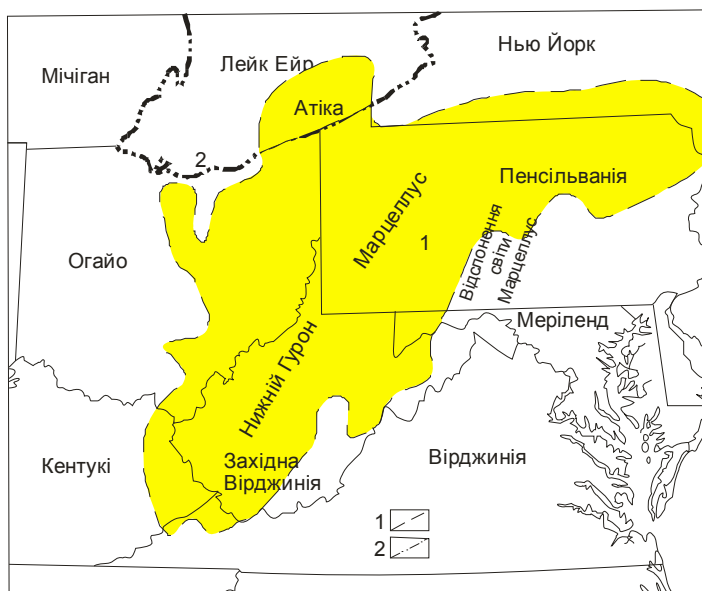 Нью Йорк
Лейк Ейр
Мічіган
Атіка
2
Пенсільванія
Марцеллус
1
Відспонення
світи
Марцеллус
Огайо
Меріленд
Нижній Гурон
Кентукі
Західна
Вірджинія
Вірджинія
1
2